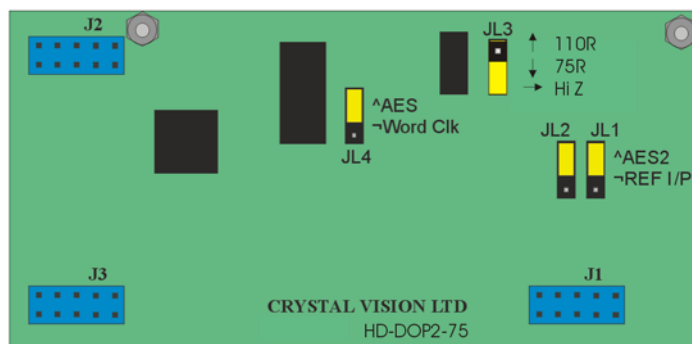 J2
JL3
110R
75R
Hi Z
^AES
¬Word Clk
JL4
JL2 JL1
^AES2
¬REF I/P
J3
J1
CRYSTAL VISION LTD
HD-DOP2-75